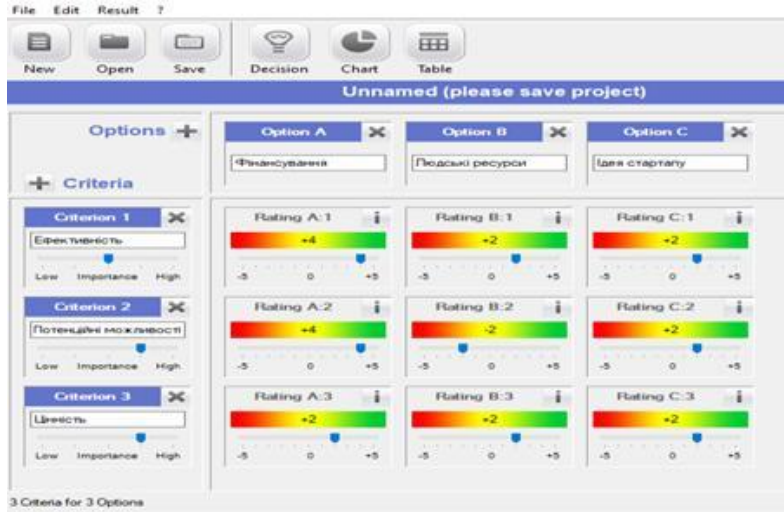 File Edit Result ?
New Open Save Decision Chart Table
Unnamed (please save project)
Options
Criteria
Option A Option B Option C
Фінансування Людські ресурси Ідея стартапу
Criterion 1 Rating A:1 i Rating B:1 i Rating C:1 i
Ефективність +4 +2 +2
Low Importance High -5 0 +5 -5 0 +5 -5 0 +5
Criterion 2 Rating A:2 i Rating B:2 i Rating C:2 i
Потенційні можливості +4 -2 +2
Low Importance High -5 0 +5 -5 0 +5 -5 0 +5
Criterion 3 Rating A:3 i Rating B:3 i Rating C:3 i
Цінність +2 +2 +2
Low Importance High -5 0 +5 -5 0 +5 -5 0 +5
3 Criteria for 3 Options